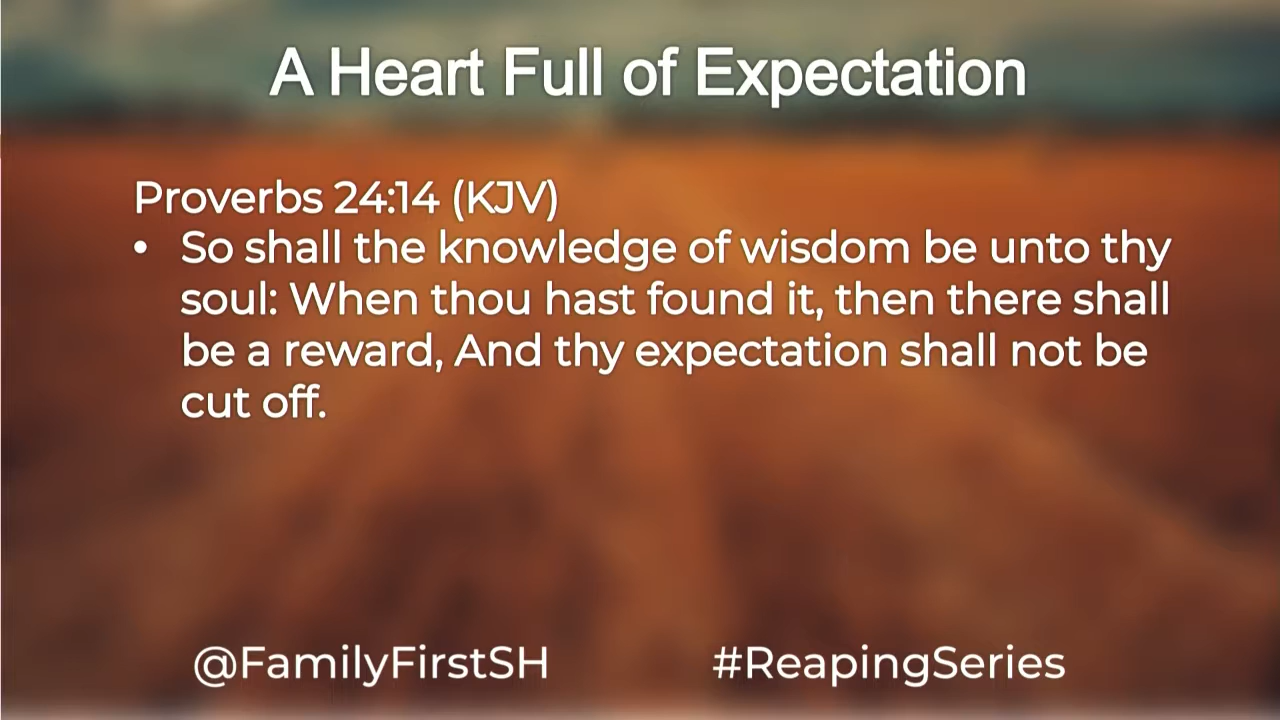 A Heart Full of Expectation
Proverbs 24:14 (KJV)
• So shall the knowledge of wisdom be unto thy
soul: When thou hast found it, then there shall
be a reward, And thy expectation shall not be
cut off.
@FamilyFirstSH #ReapingSeries